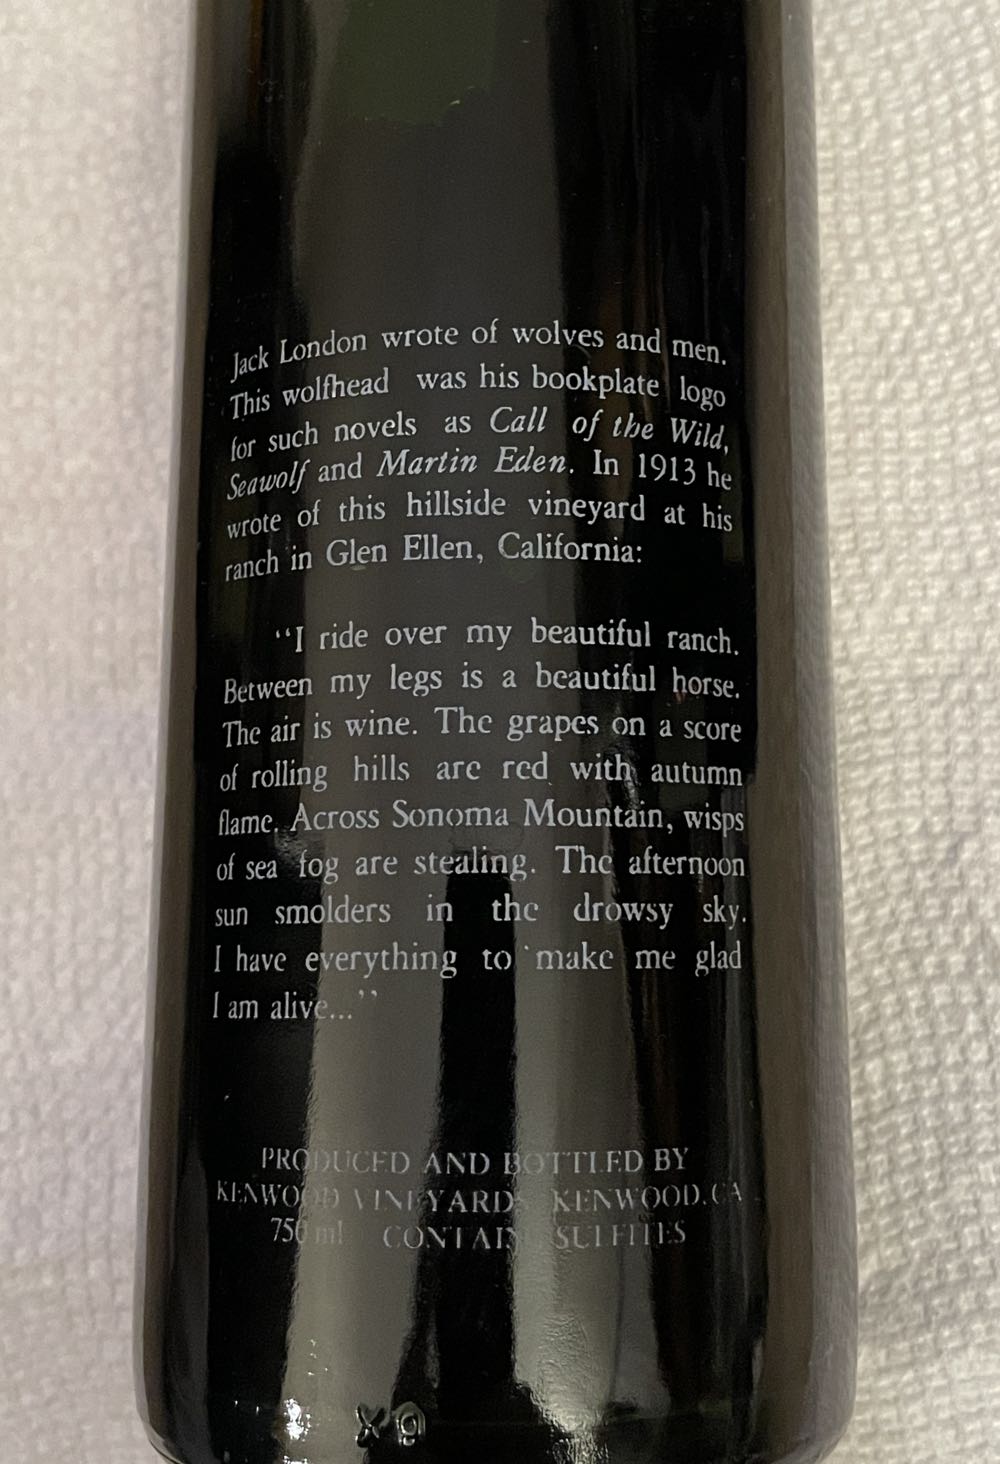 Jack London wrote of wolves and men.
This wolfhead was his bookplate logo
for such novels as Call of the Wild,
Seawolf and Martin Eden. In 1913 he
wrote of this hillside vineyard at his
ranch in Glen Ellen, California:
“I ride over my beautiful ranch.
Between my legs is a beautiful horse.
The air is wine. The grapes on a score
of rolling hills are red with autumn
flame. Across Sonoma Mountain, wisps
of sea fog are stealing. The afternoon
sun smolders in the drowsy sky.
I have everything to make me glad
I am alive...”
PRODUCED AND BOTTLED BY
KENWOOD VINEYARDS KENWOOD, CA
750 ml CONTAINS SULFITES